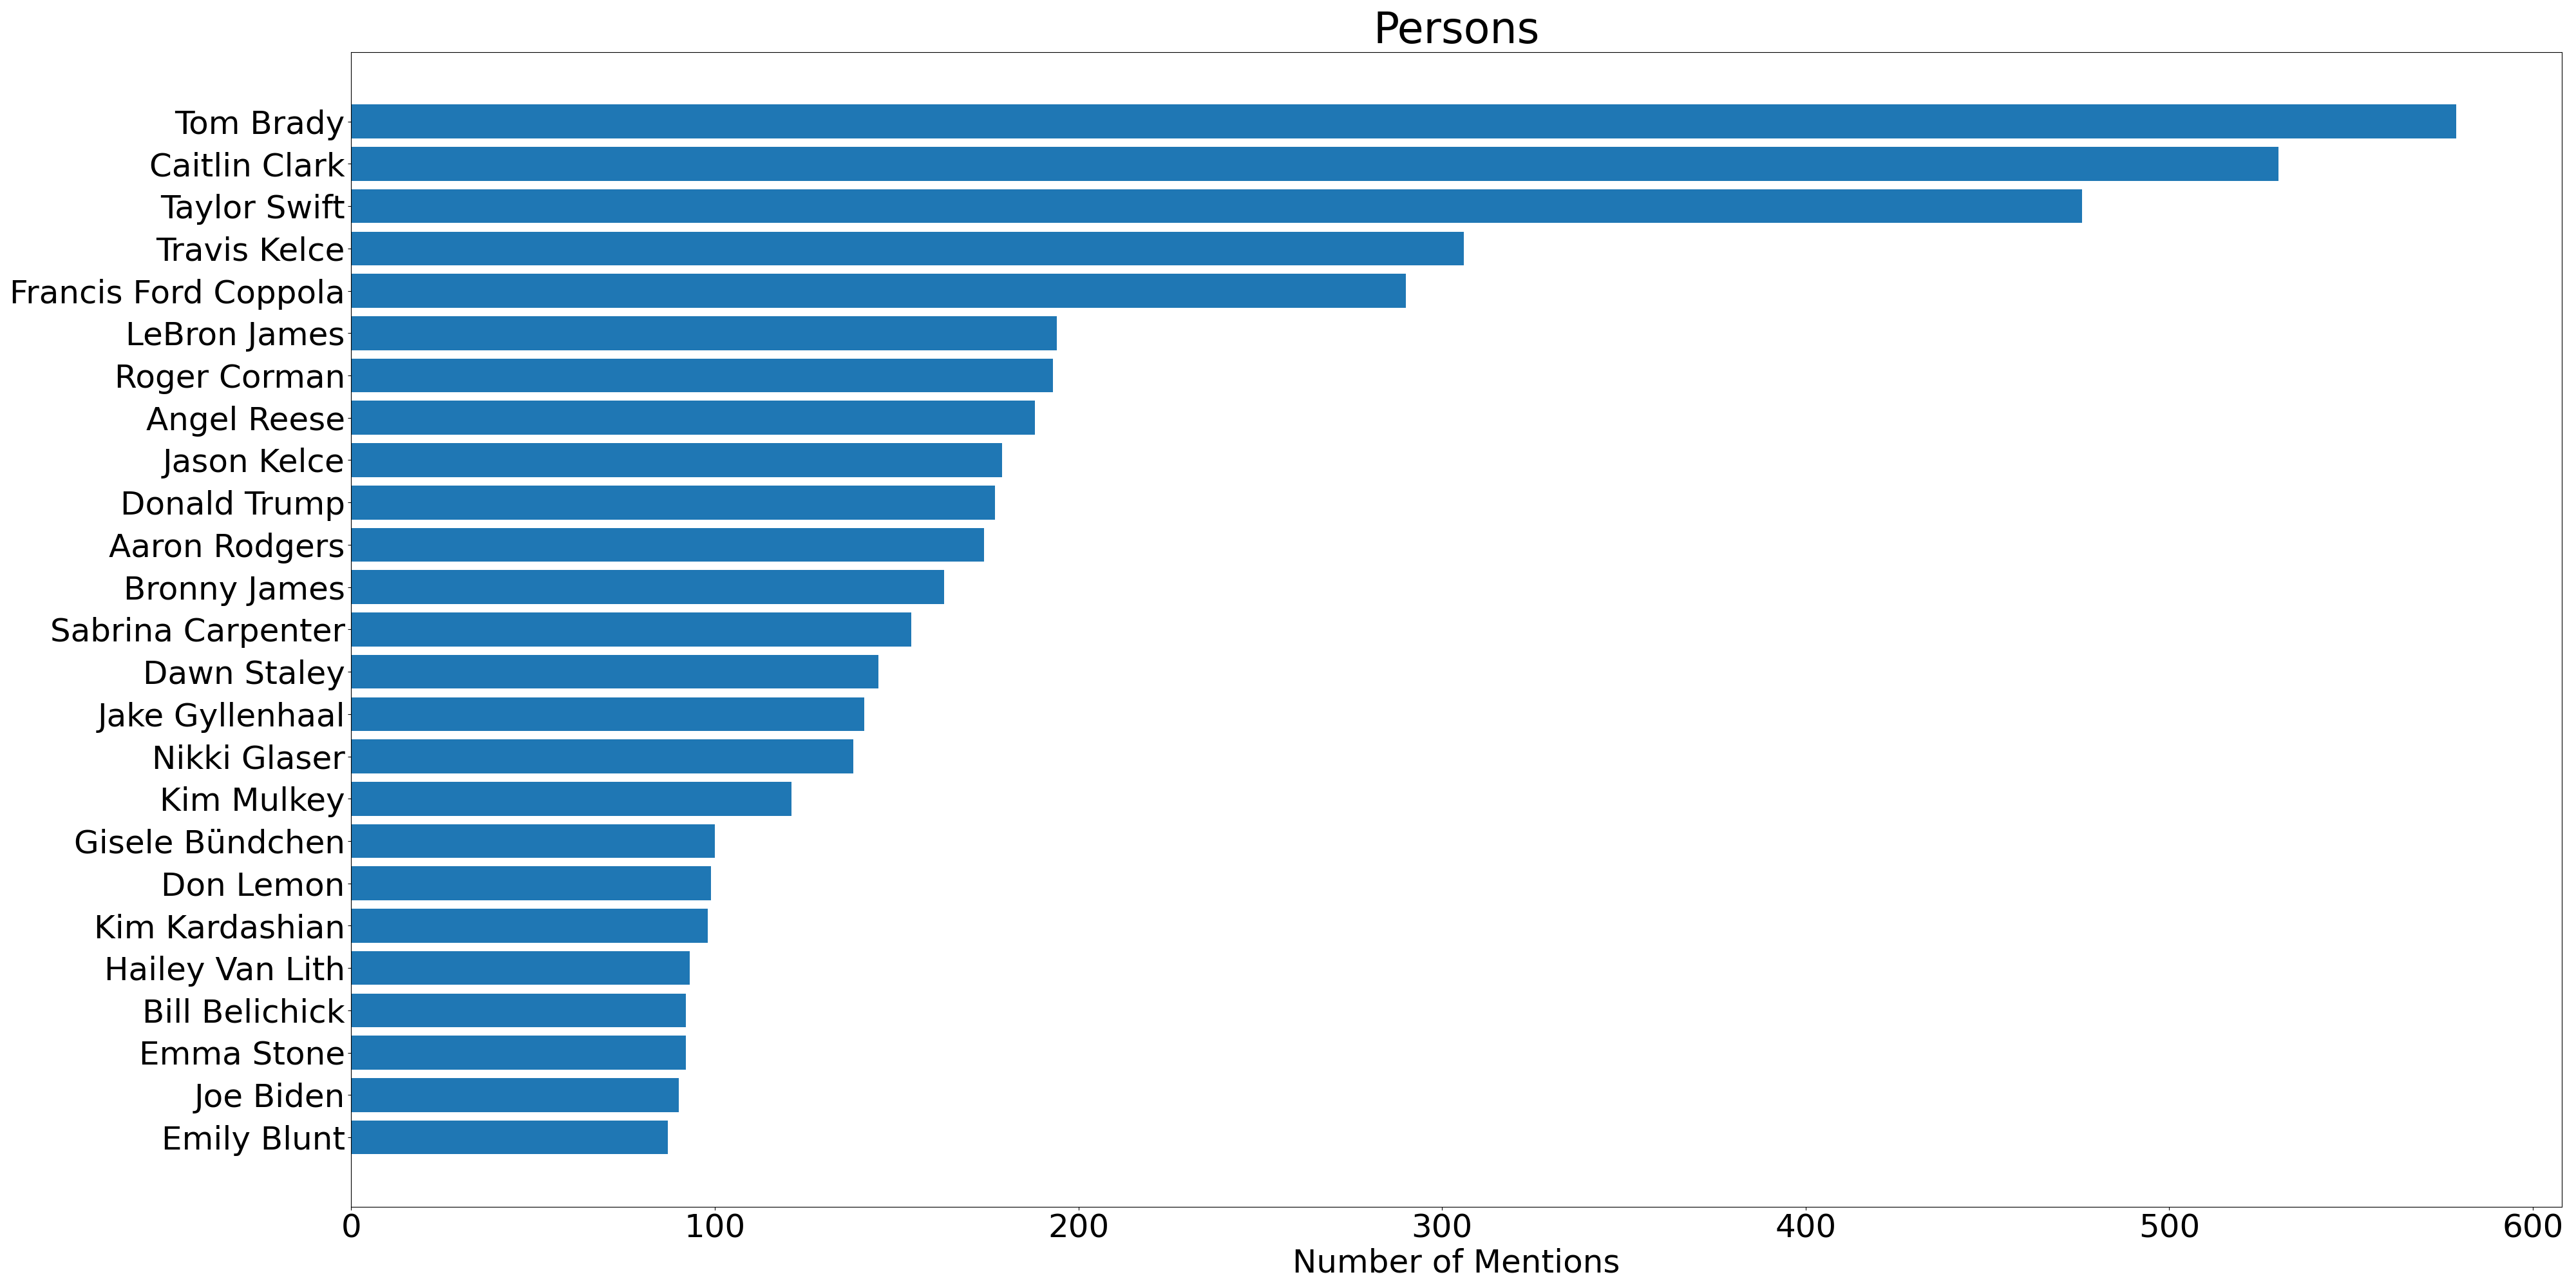 Persons
Tom Brady
Caitlin Clark
Taylor Swift
Travis Kelce
Francis Ford Coppola
LeBron James
Roger Corman
Angel Reese
Jason Kelce
Donald Trump
Aaron Rodgers
Bronny James
Sabrina Carpenter
Dawn Staley
Jake Gyllenhaal
Nikki Glaser
Kim Mulkey
Gisele Bündchen
Don Lemon
Kim Kardashian
Hailey Van Lith
Bill Belichick
Emma Stone
Joe Biden
Emily Blunt
0 100 200 300 400 500 600
Number of Mentions